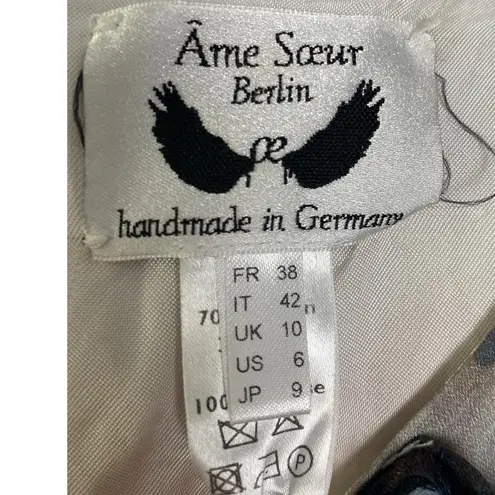 Âme Sœur
Berlin
œ
handmade in Germany
FR 38
IT 42
UK 10
US 6
JP 9
70
100
P